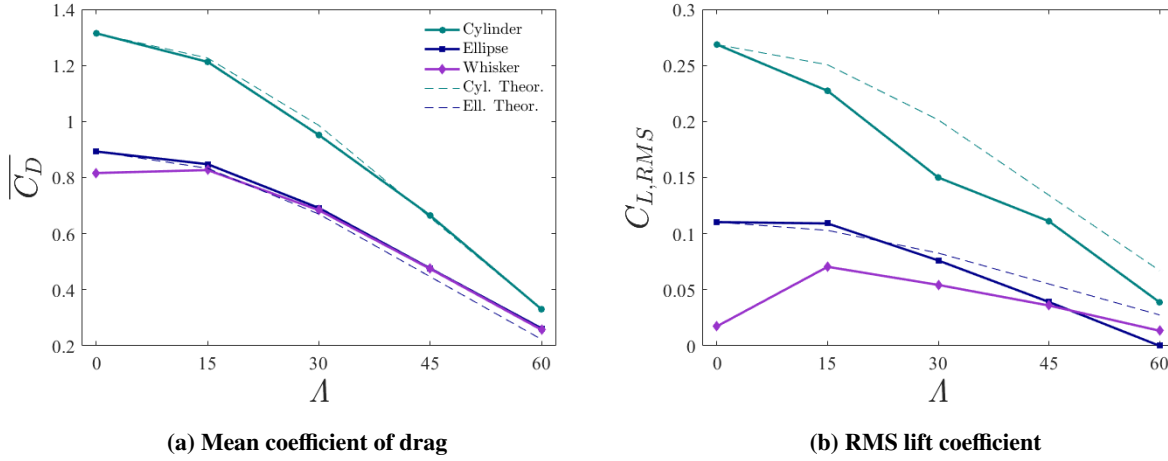 1.4
1.2
1
0.8
0.6
0.4
0.2
0
15
30
45
60
Λ
C_D
Cylinder
Ellipse
Whisker
Cyl. Theor.
Ell. Theor.
(a) Mean coefficient of drag
0.3
0.25
0.2
0.15
0.1
0.05
0
0
15
30
45
60
Λ
C_{L,RMS}
(b) RMS lift coefficient